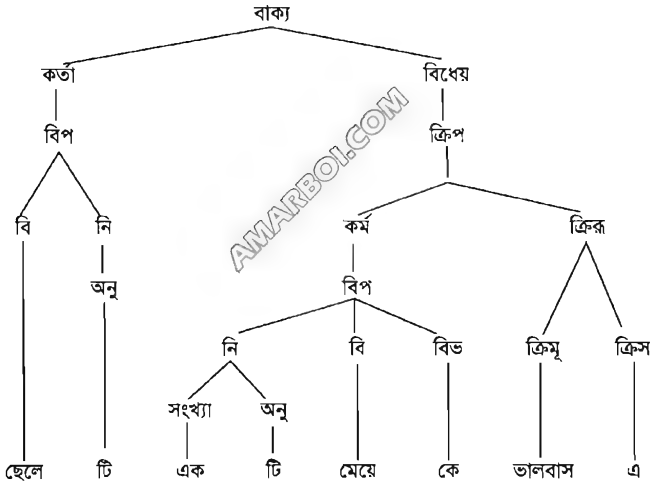 বাক্য
কর্তা বিধেয়
বিপ ক্রিপ
AMARBOI.COM
বি নি কর্ম ক্রিরূ
অনু বিপ
নি বি বিভ ক্রিমূ ক্রিস
সংখ্যা অনু
ছেলে টি এক টি মেয়ে কে ভালবাস এ